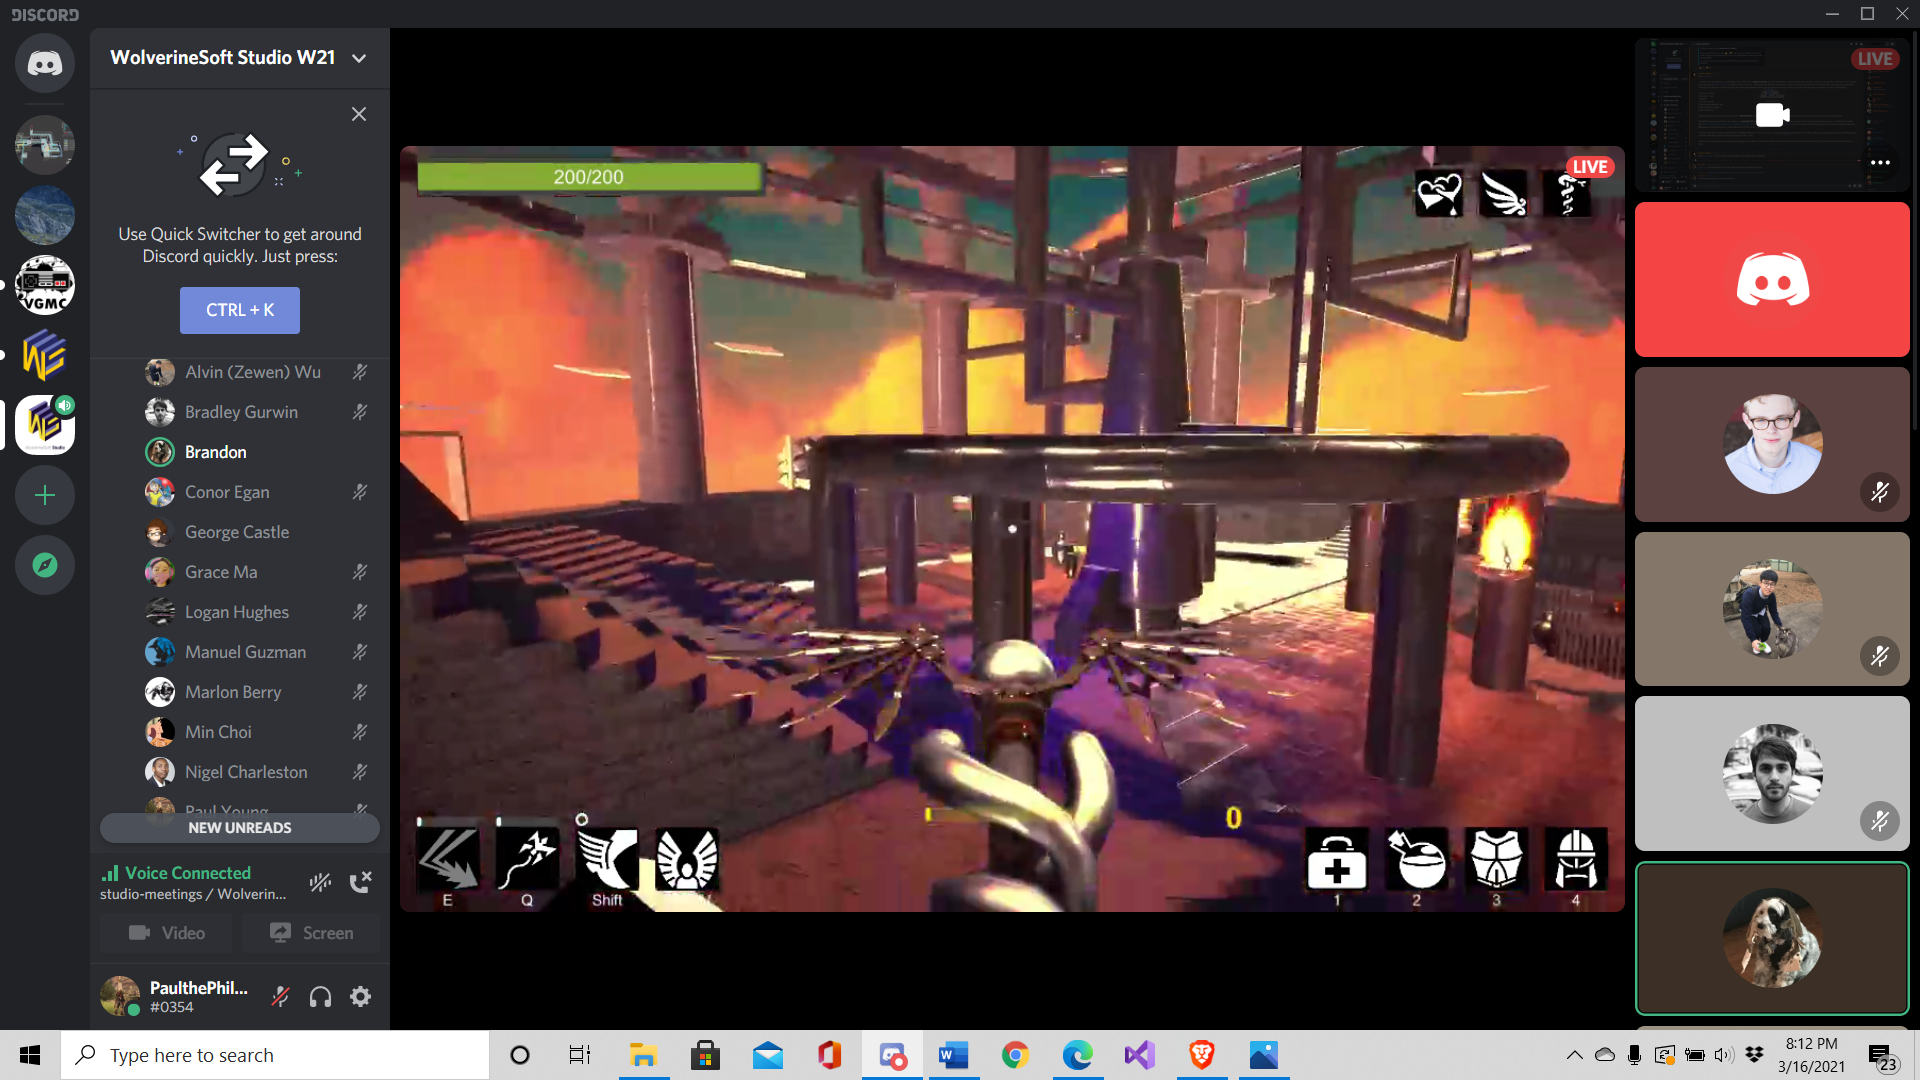 DISCORD
WolverineSoft Studio W21
Use Quick Switcher to get around
Discord quickly. Just press:
CTRL + K
VGMC
Alvin (Zewen) Wu
Bradley Gurwin
Brandon
Conor Egan
George Castle
Grace Ma
Logan Hughes
Manuel Guzman
Marlon Berry
Min Choi
Nigel Charleston
Paul Young
NEW UNREADS
Voice Connected
studio-meetings / Wolverin...
Video
Screen
PaulthePhil...
#0354
200/200
LIVE
LIVE
0
E
Q
Shift
1
2
3
4
Type here to search
8:12 PM
3/16/2021
23